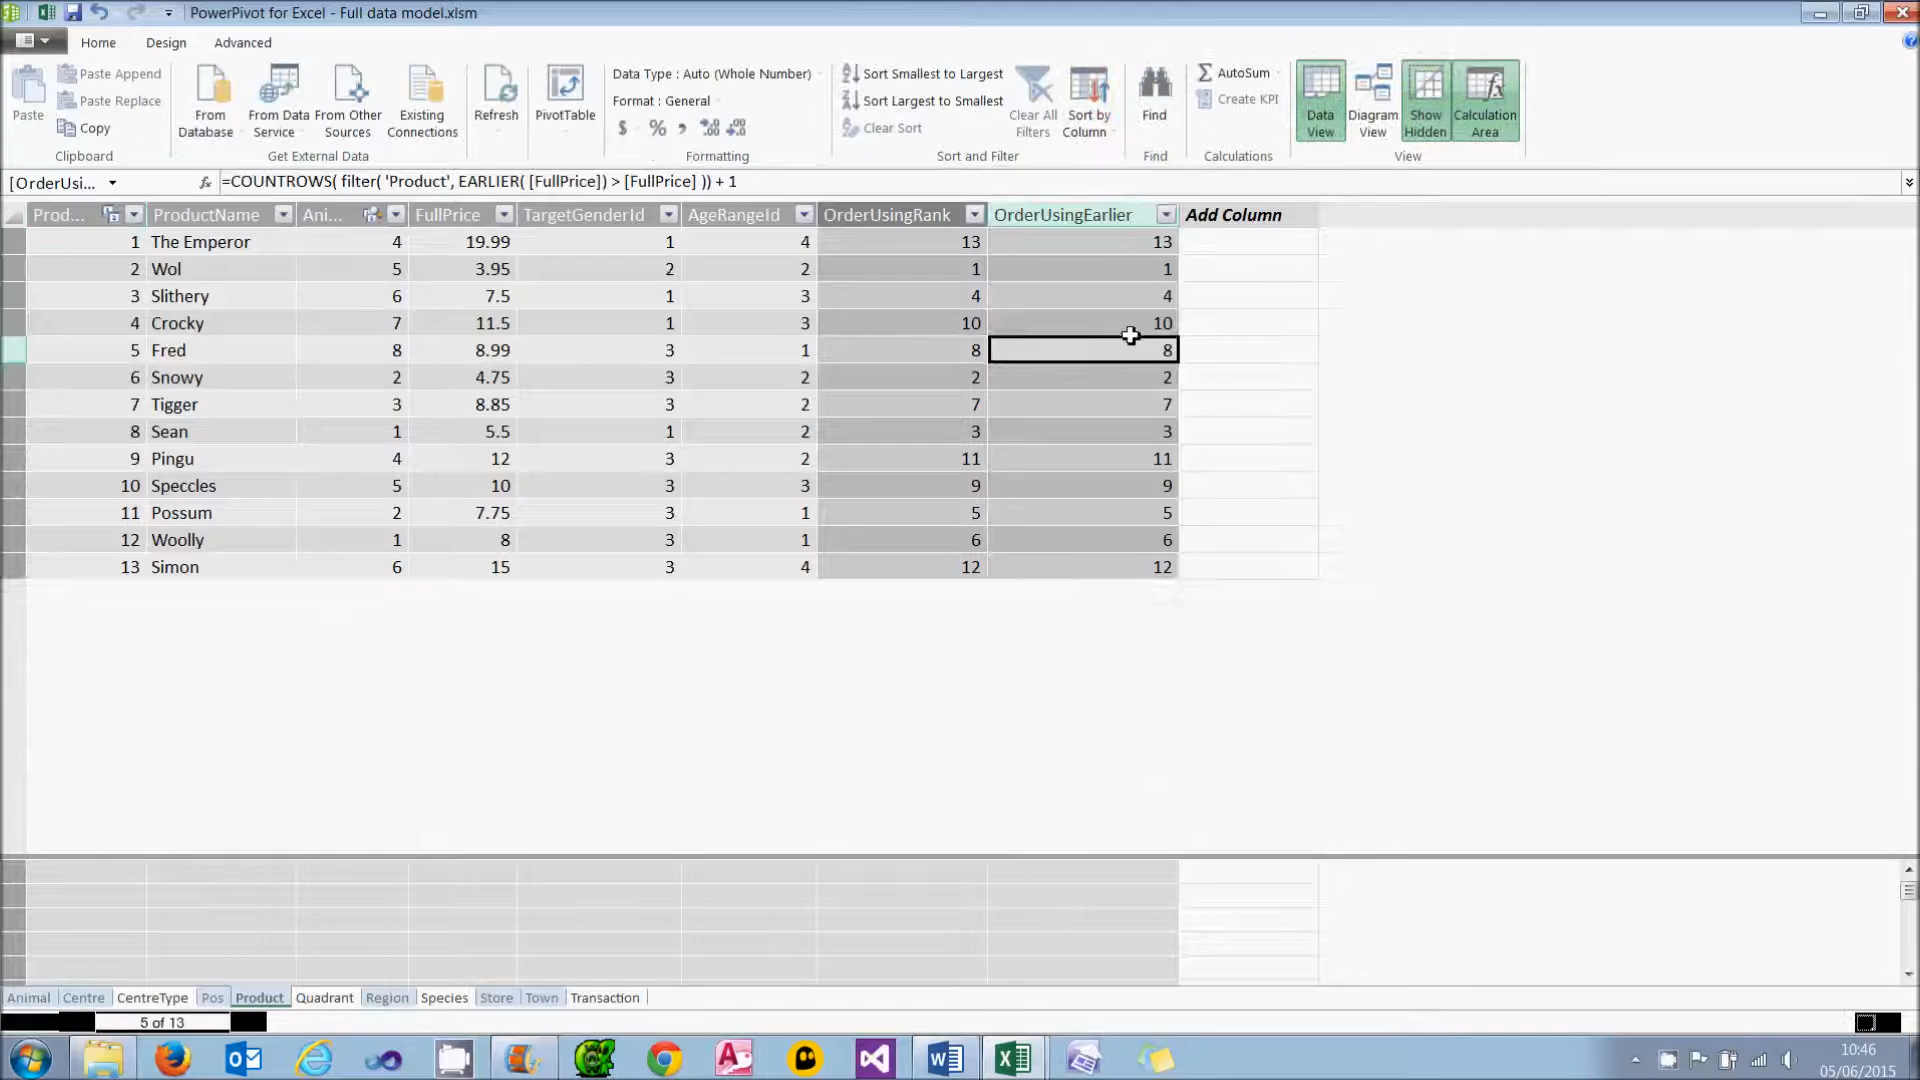 PowerPivot for Excel - Full data model.xlsm
Home Design Advanced
Paste
Paste Append
Paste Replace
Copy
Clipboard
From Database
From Data Service
From Other Sources
Existing Connections
Get External Data
Refresh
PivotTable
Data Type : Auto (Whole Number)
Format : General
$ % ,
Formatting
Sort Smallest to Largest
Sort Largest to Smallest
Clear Sort
Clear All Filters
Sort by Column
Sort and Filter
Find
Find
AutoSum
Create KPI
Calculations
Data View
Diagram View
Show Hidden
Calculation Area
View
[OrderUsi... fx =COUNTROWS( filter( 'Product', EARLIER( [FullPrice]) > [FullPrice] )) + 1
Prod... ProductName Ani... FullPrice TargetGenderId AgeRangeId OrderUsingRank OrderUsingEarlier Add Column
1 The Emperor 4 19.99 1 4 13 13
2 Wol 5 3.95 2 2 1 1
3 Slithery 6 7.5 1 3 4 4
4 Crocky 7 11.5 1 3 10 10
5 Fred 8 8.99 3 1 8 8
6 Snowy 2 4.75 3 2 2 2
7 Tigger 3 8.85 3 2 7 7
8 Sean 1 5.5 1 2 3 3
9 Pingu 4 12 3 2 11 11
10 Speccles 5 10 3 3 9 9
11 Possum 2 7.75 3 1 5 5
12 Woolly 1 8 3 1 6 6
13 Simon 6 15 3 4 12 12
Animal Centre CentreType Pos Product Quadrant Region Species Store Town Transaction
5 of 13
10:46
05/06/2015